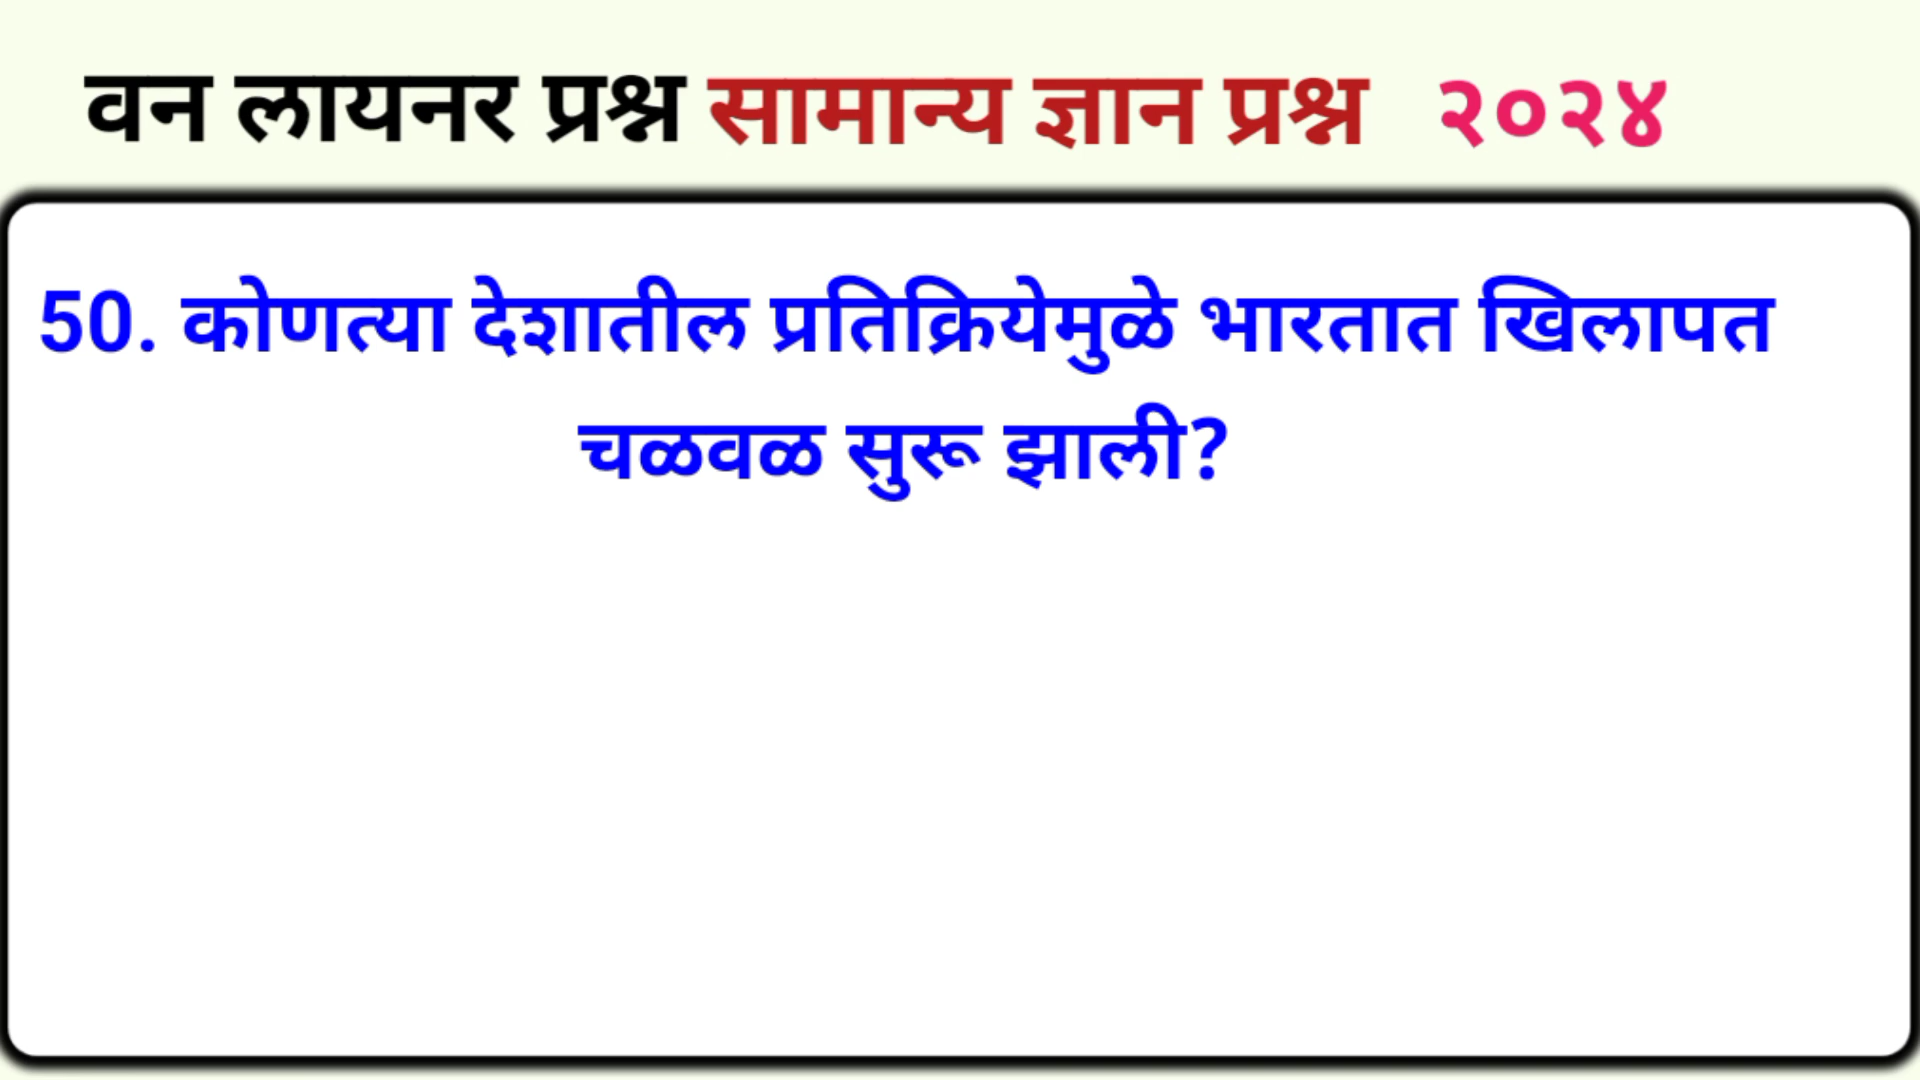 वन लायनर प्रश्न सामान्य ज्ञान प्रश्न २०२४
50. कोणत्या देशातील प्रतिक्रियेमुळे भारतात खिलापत
चळवळ सुरू झाली?